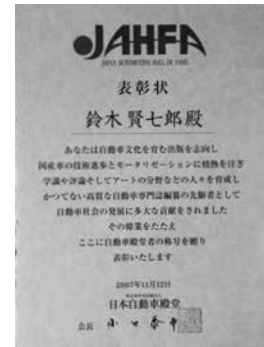 JAHFA
JAPAN AUTOMOTIVE HALL OF FAME
表彰状
鈴木賢七郎殿
あなたは自動車文化を育む出版を志向し
国産車の技術進歩とモータリゼーションに情熱を注ぎ
学識や評論そしてアートの分野などの人々を育成し
かつてない高質な自動車専門誌編纂の先駆者として
自動車社会の発展に多大な貢献をされました
その偉業をたたえ
ここに自動車殿堂者の称号を贈り
表彰いたします
2007年11月12日
日本自動車殿堂
会長 小口泰平